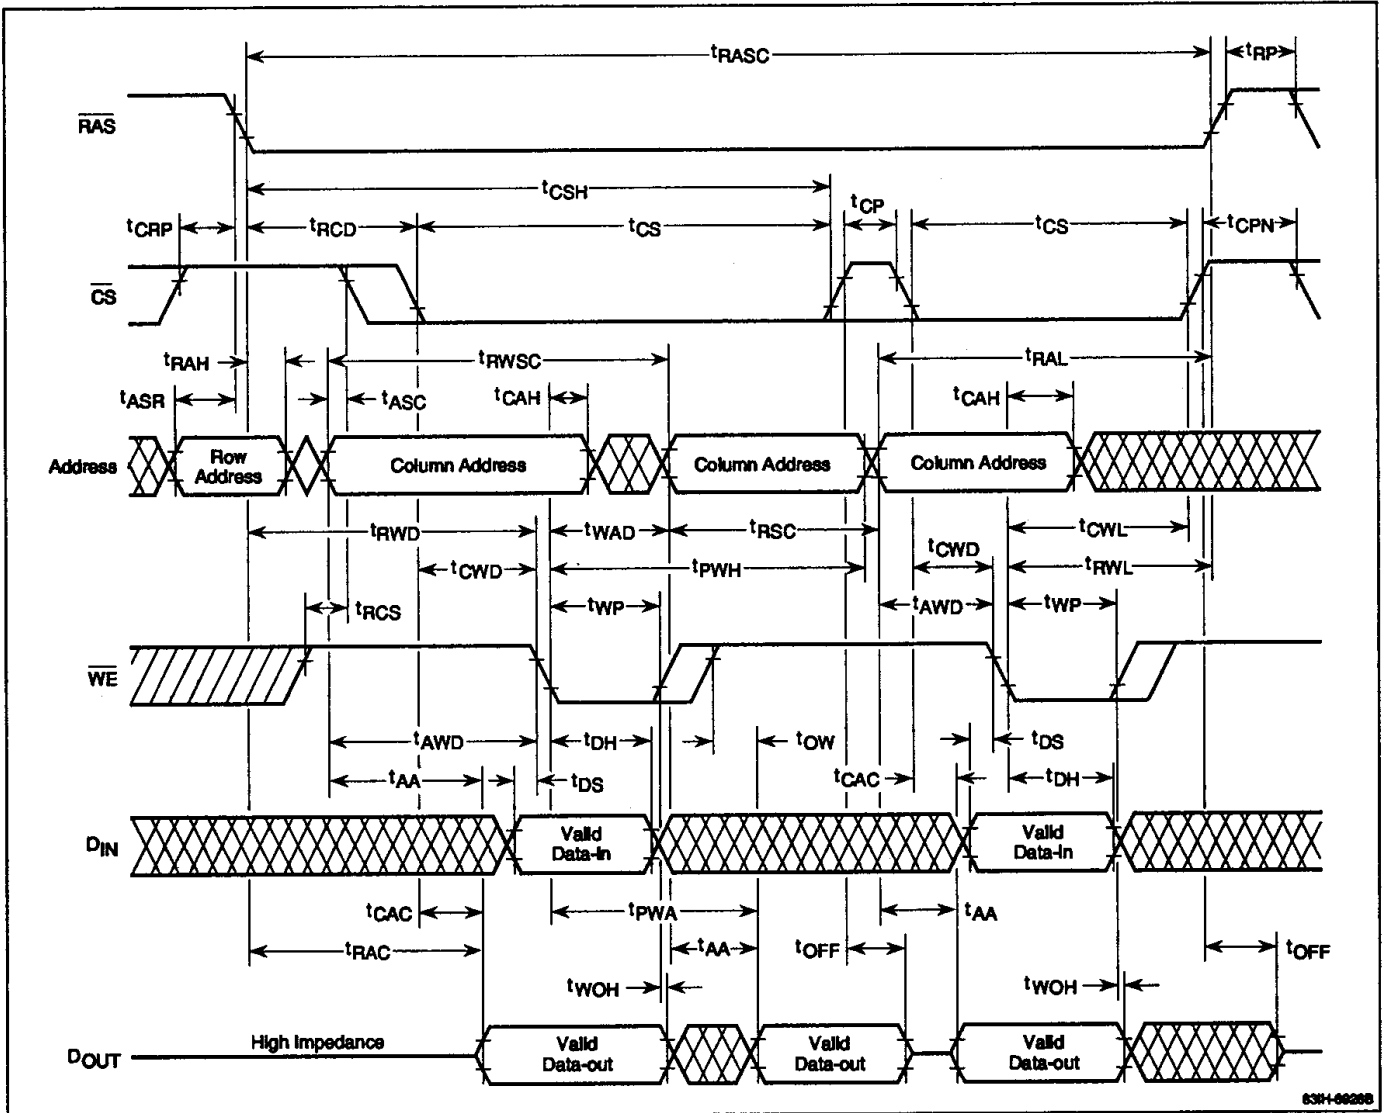 tRASC
tRP
RAS
tCSH
tCP
tCRP
tRCD
tCS
tCS
tCPN
CS
tRAH
tRWSC
tRAL
tASR
tASC
tCAH
tCAH
Address
Row
Address
Column Address
Column Address
Column Address
tRWD
tWAD
tRSC
tCWL
tCWD
tCWD
tPWH
tRWL
tRCS
tWP
tAWD
tWP
WE
tAWD
tDH
tOW
tDS
tAA
tDS
tCAC
tDH
DIN
Valid
Data-In
Valid
Data-In
tCAC
tPWA
tAA
tRAC
tAA
tOFF
tOFF
tWOH
tWOH
DOUT
High Impedance
Valid
Data-out
Valid
Data-out
Valid
Data-out
83IH-6926B